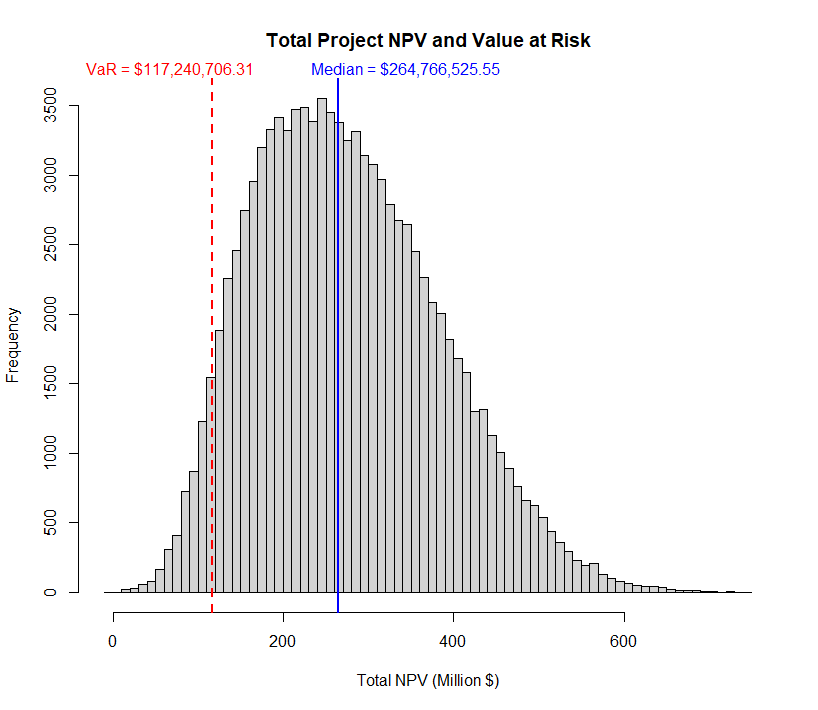 Total Project NPV and Value at Risk
VaR = $117,240,706.31
Median = $264,766,525.55
Frequency
3500
3000
2500
2000
1500
1000
500
0
0 200 400 600
Total NPV (Million $)